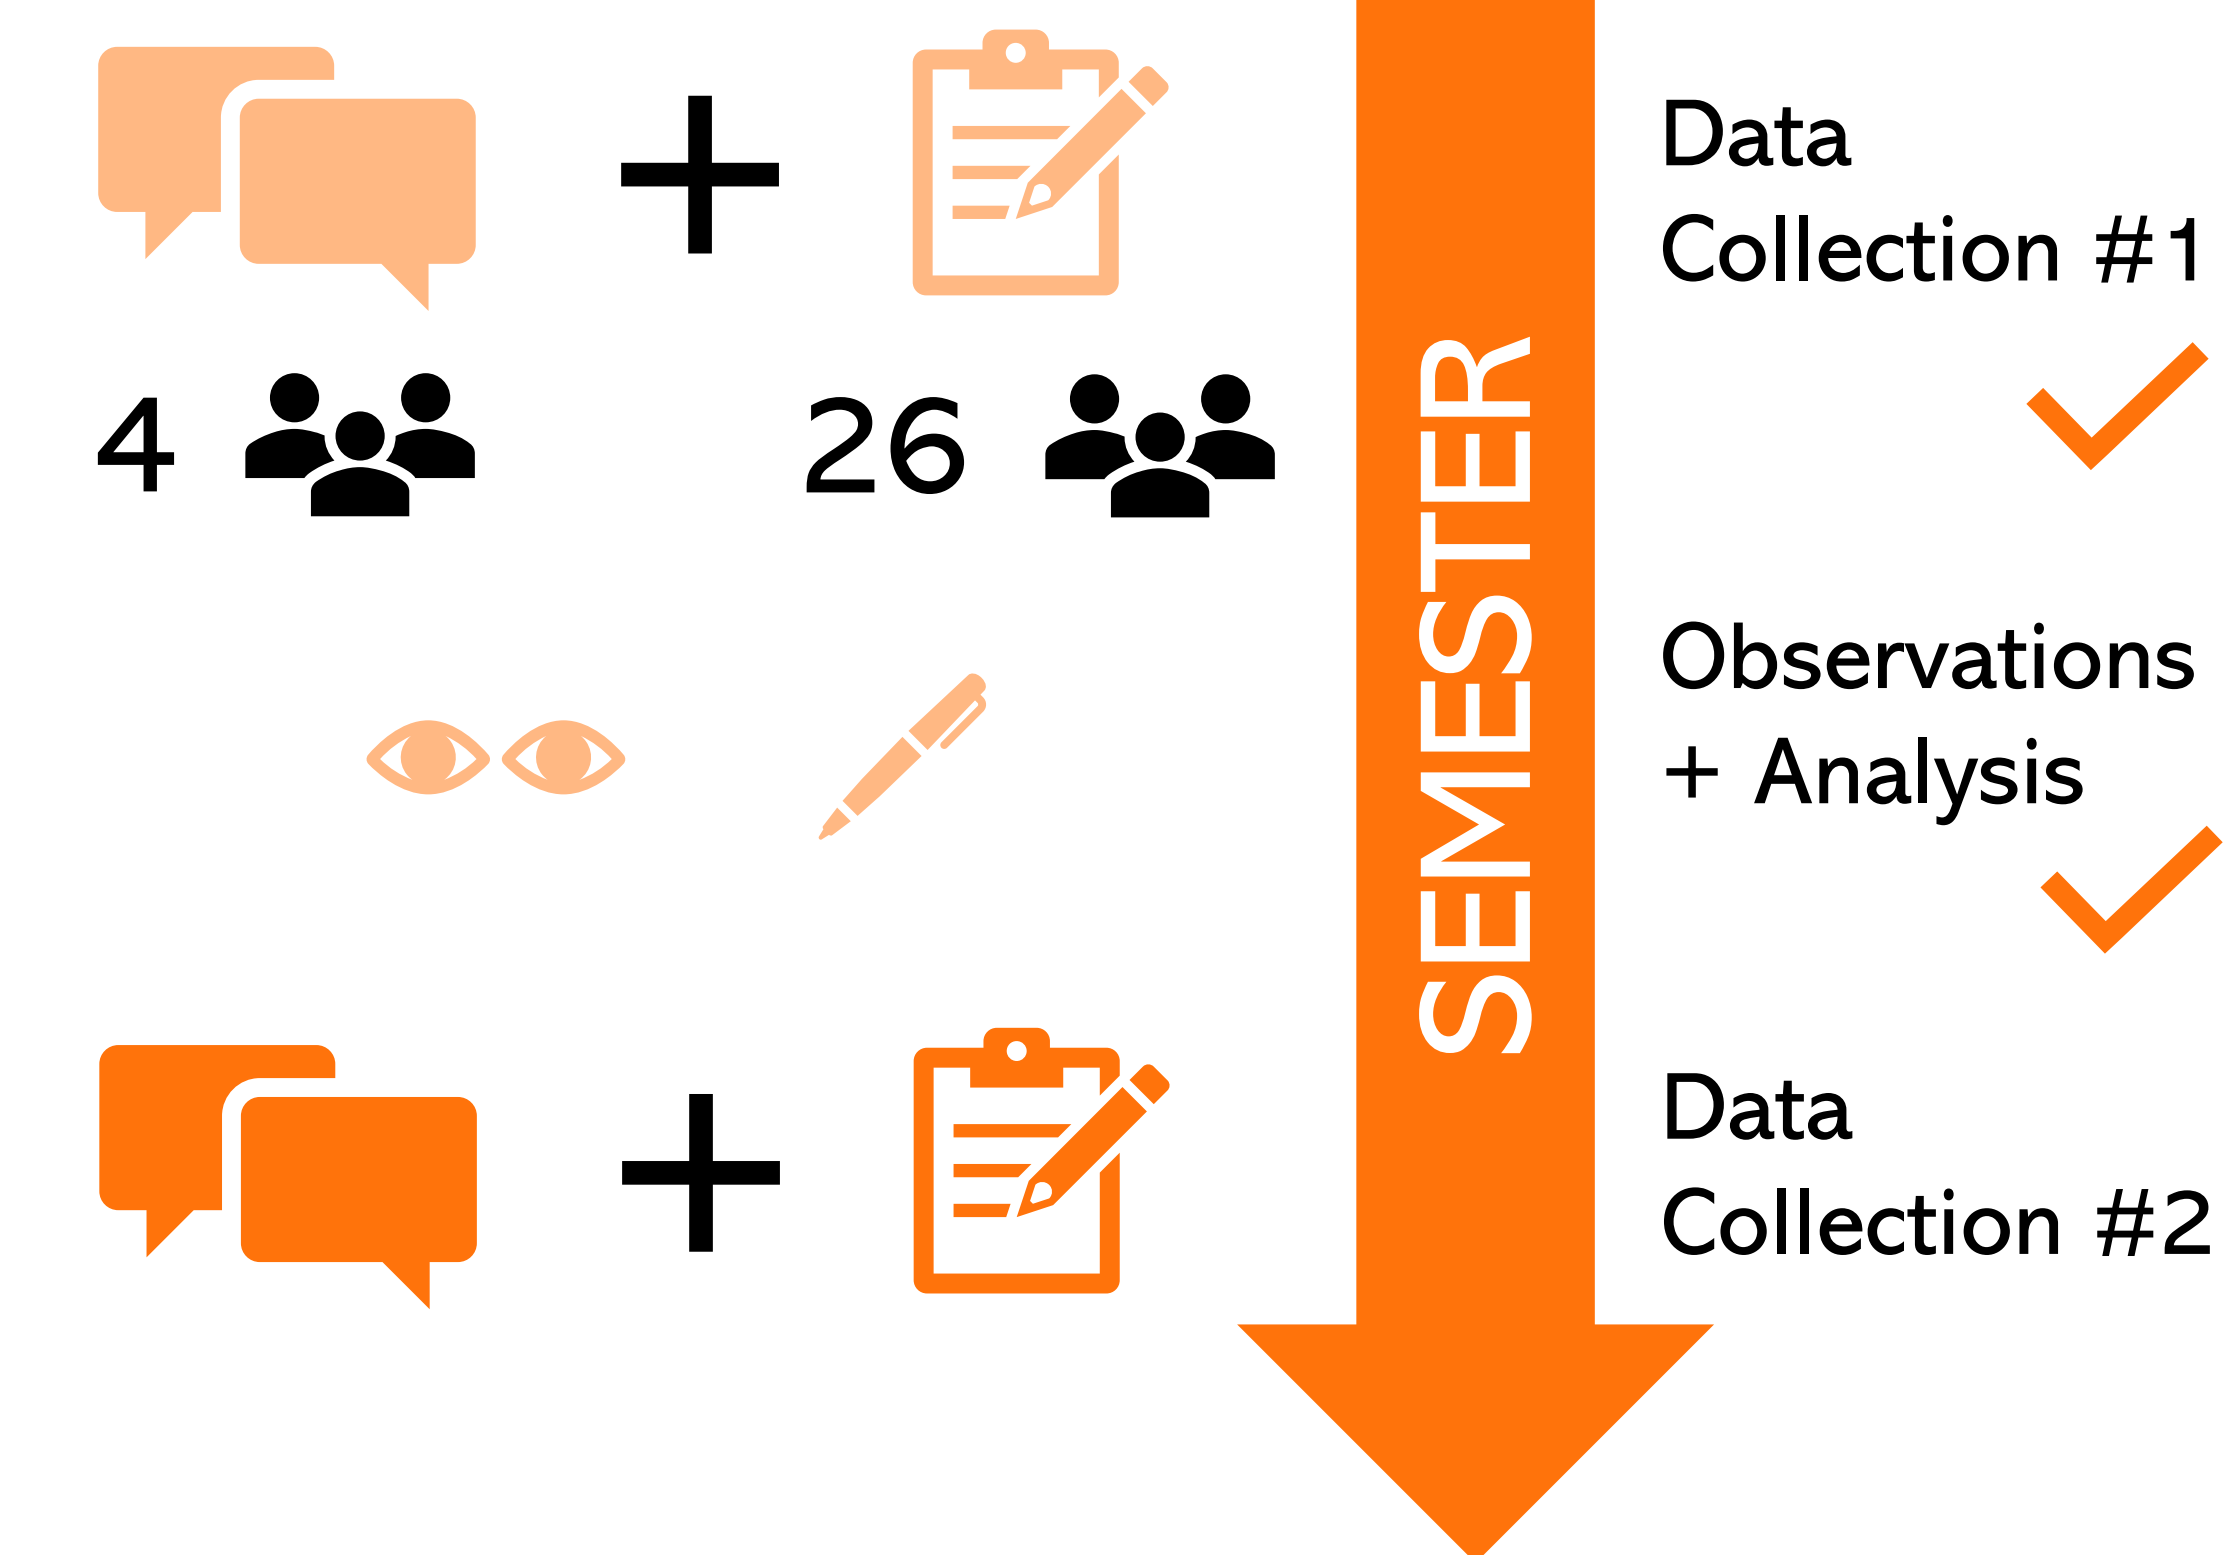 Data
Collection #1
4
26
SEMESTER
Observations
+ Analysis
Data
Collection #2